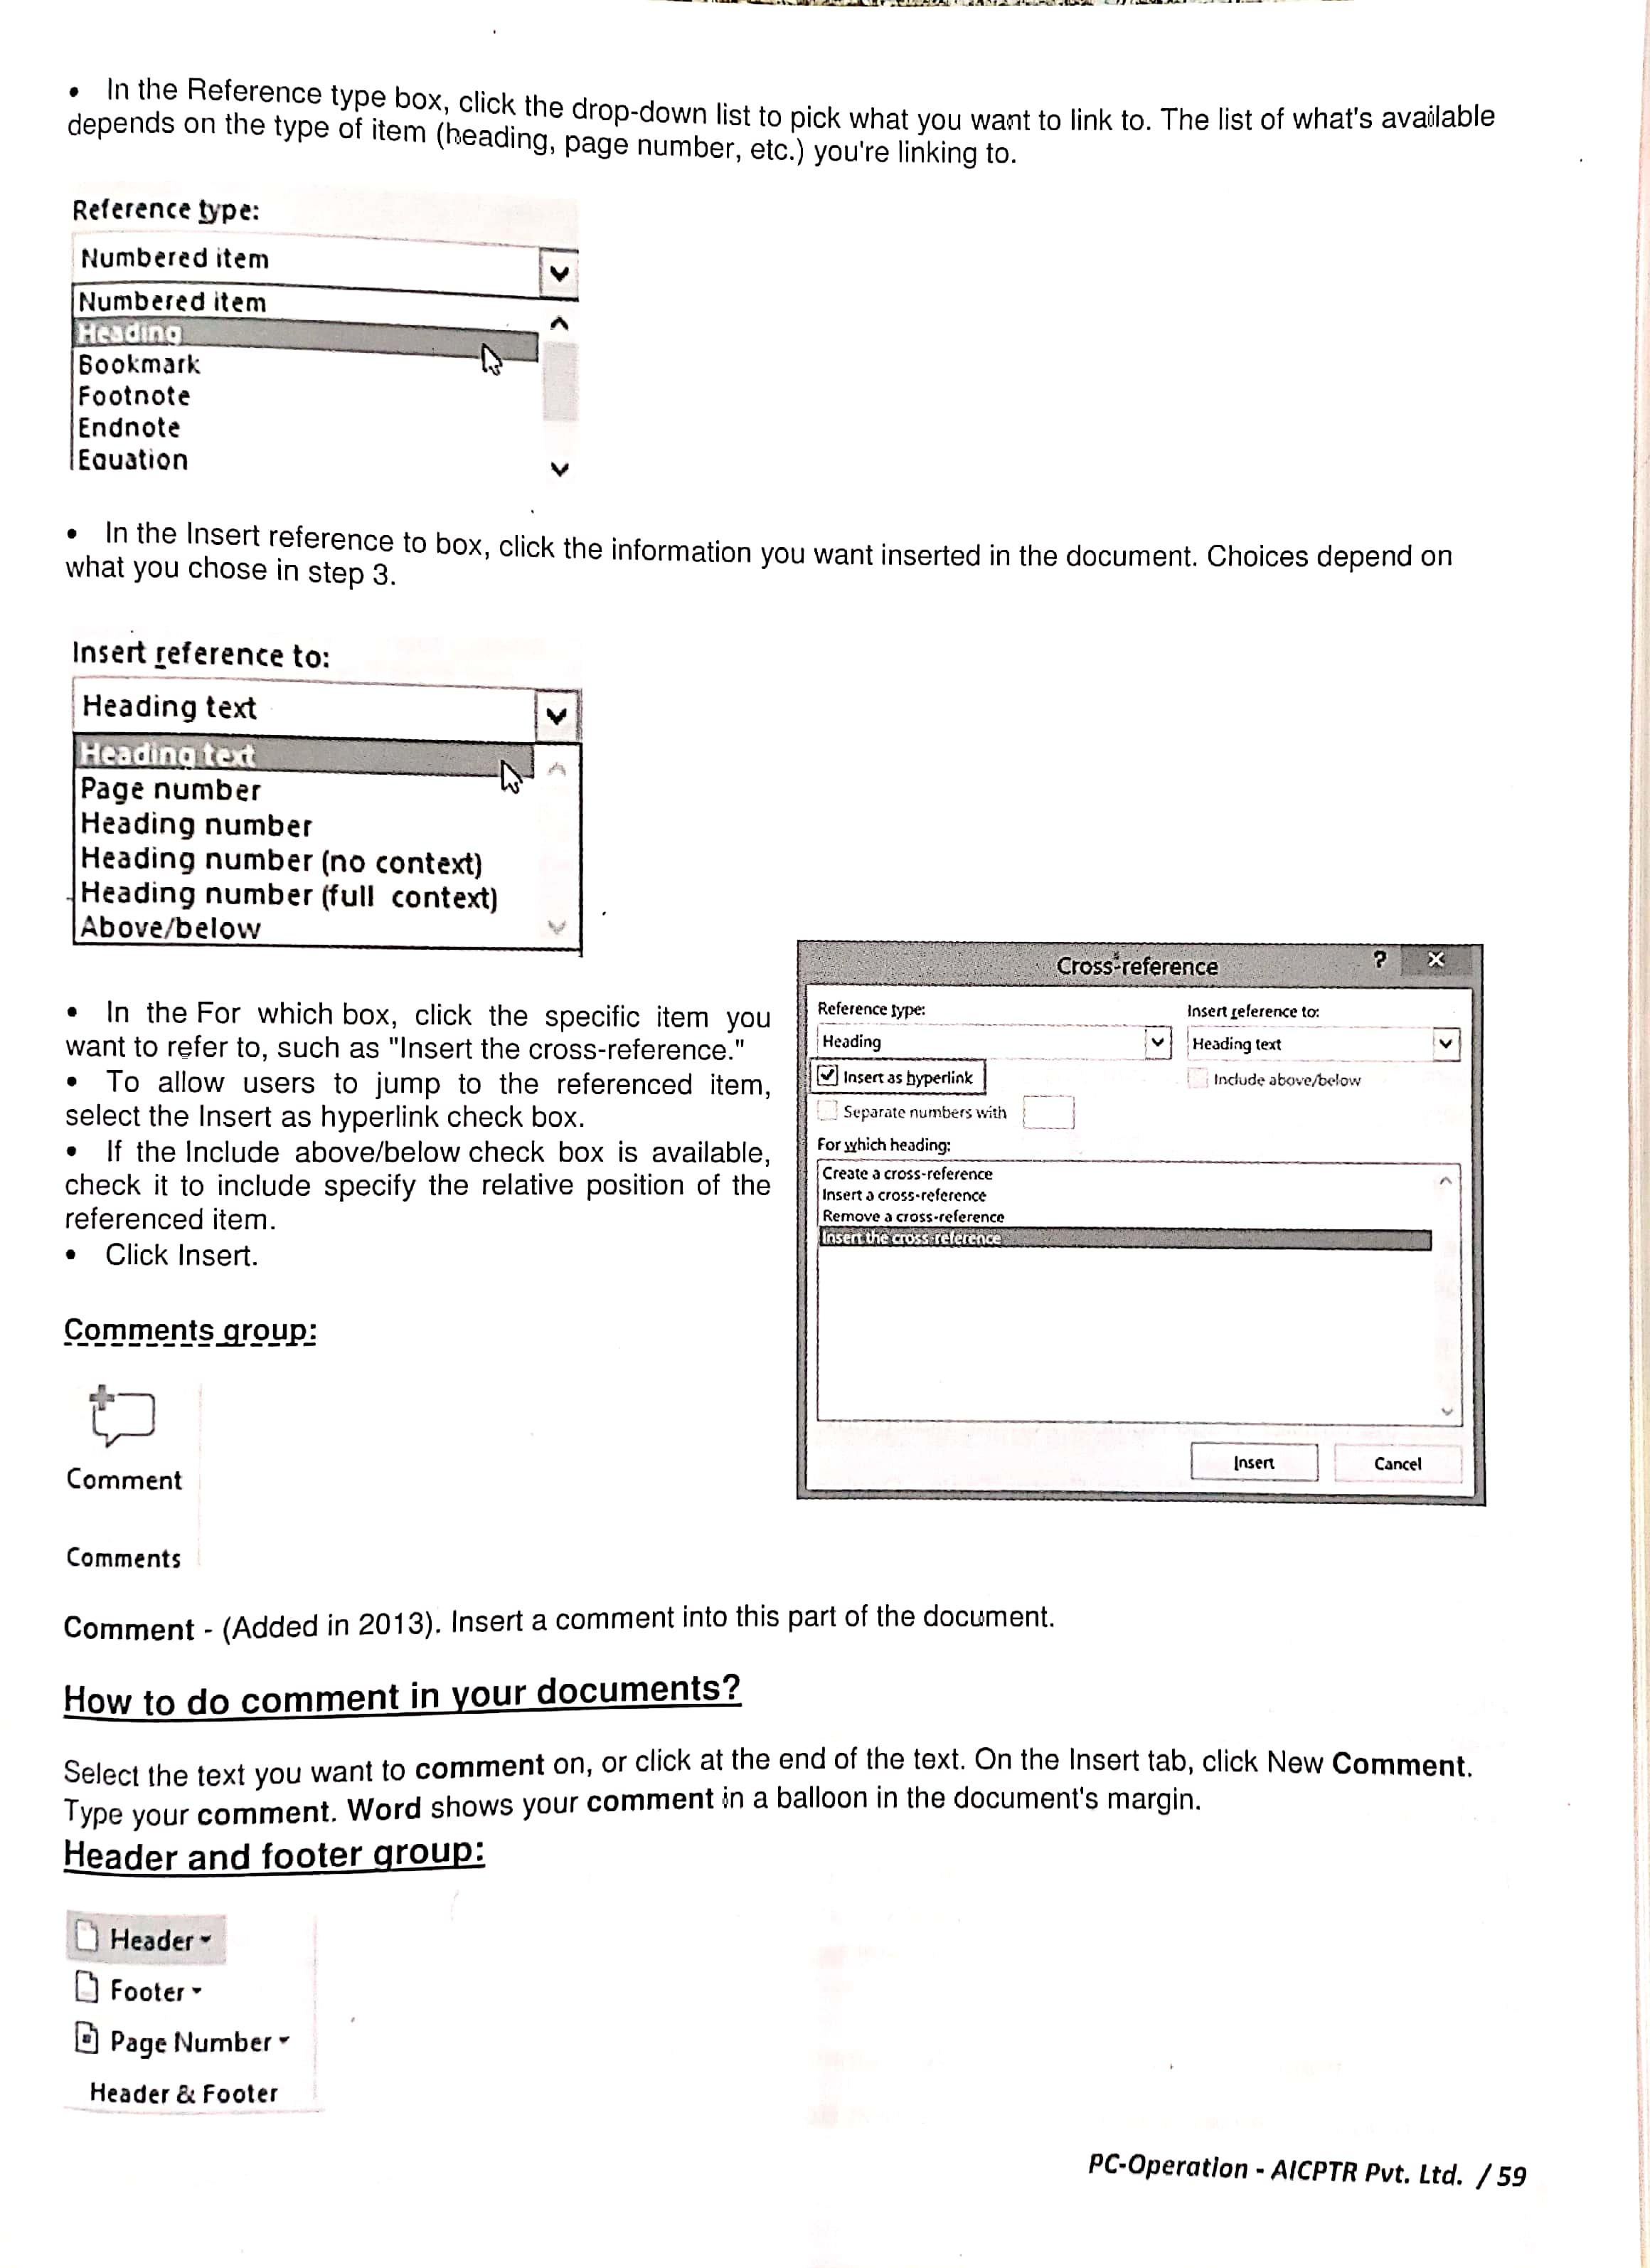 • In the Reference type box, click the drop-down list to pick what you want to link to. The list of what's available
depends on the type of item (heading, page number, etc.) you're linking to.
Reference type:
Numbered item
Numbered item
Heading
Bookmark
Footnote
Endnote
Equation
• In the Insert reference to box, click the information you want inserted in the document. Choices depend on
what you chose in step 3.
Insert reference to:
Heading text
Heading text
Page number
Heading number
Heading number (no context)
Heading number (full context)
Above/below
• In the For which box, click the specific item you
want to refer to, such as "Insert the cross-reference."
• To allow users to jump to the referenced item,
select the Insert as hyperlink check box.
• If the Include above/below check box is available,
check it to include specify the relative position of the
referenced item.
• Click Insert.
Cross-reference ? ×
Reference type: Insert reference to:
Heading Heading text
Insert as hyperlink Include above/below
Separate numbers with
For which heading:
Create a cross-reference
Insert a cross-reference
Remove a cross-reference
Insert the cross-reference
Insert Cancel
Comments group:
Comment
Comments
Comment - (Added in 2013). Insert a comment into this part of the document.
How to do comment in your documents?
Select the text you want to comment on, or click at the end of the text. On the Insert tab, click New Comment.
Type your comment. Word shows your comment in a balloon in the document's margin.
Header and footer group:
Header
Footer
Page Number
Header & Footer
PC-Operation - AICPTR Pvt. Ltd. / 59